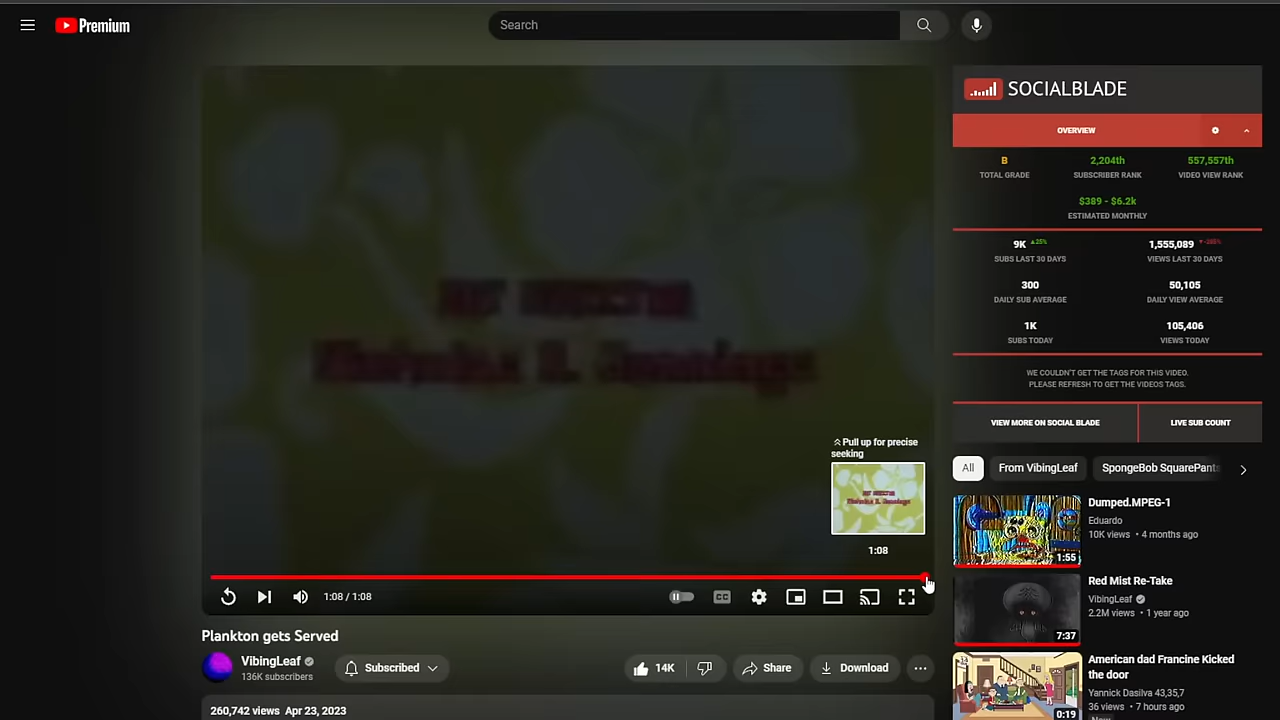 Premium
Search
SOCIALBLADE
OVERVIEW
B
TOTAL GRADE
2,204th
SUBSCRIBER RANK
557,557th
VIDEO VIEW RANK
$389 - $6.2k
ESTIMATED MONTHLY
9K ▲25%
SUBS LAST 30 DAYS
1,555,089
VIEWS LAST 30 DAYS
300
DAILY SUB AVERAGE
50,105
DAILY VIEW AVERAGE
1K
SUBS TODAY
105,406
VIEWS TODAY
WE COULDN'T GET THE TAGS FOR THIS VIDEO.
PLEASE REFRESH TO GET THE VIDEOS TAGS.
VIEW MORE ON SOCIAL BLADE
LIVE SUB COUNT
Pull up for precise
seeking
1:08
1:08 / 1:08
CC
Plankton gets Served
VibingLeaf
136K subscribers
Subscribed
14K
Share
Download
260,742 views Apr 23, 2023
All
From VibingLeaf
SpongeBob SquarePants
Dumped.MPEG-1
Eduardo
10K views • 4 months ago
1:55
Red Mist Re-Take
VibingLeaf
2.2M views • 1 year ago
7:37
American dad Francine Kicked
the door
Yannick Dasilva 43,35,7
36 views • 7 hours ago
0:19